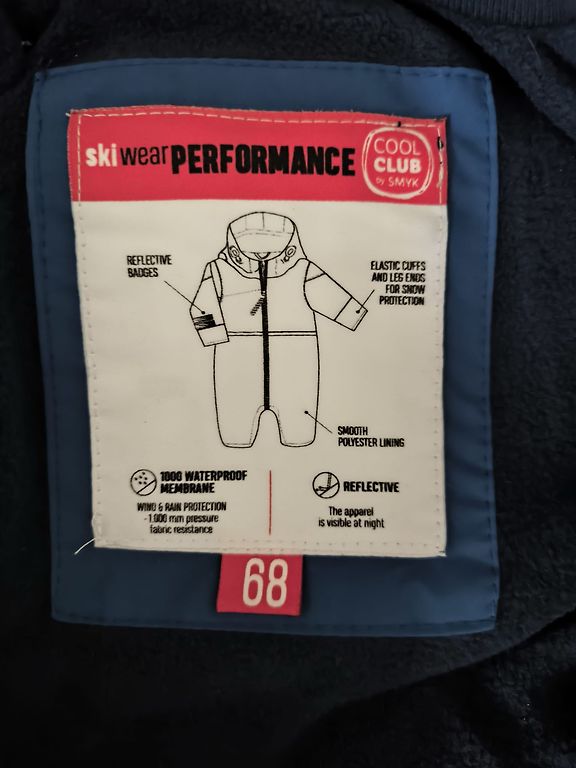 ski wear PERFORMANCE
COOL
CLUB
by SMYK
REFLECTIVE
BADGES
ELASTIC CUFFS
AND LEG ENDS
FOR SNOW
PROTECTION
SMOOTH
POLYESTER LINING
1000 WATERPROOF
MEMBRANE
WIND & RAIN PROTECTION
-1.000 mm pressure
fabric resistance
REFLECTIVE
The apparel
is visible at night
68